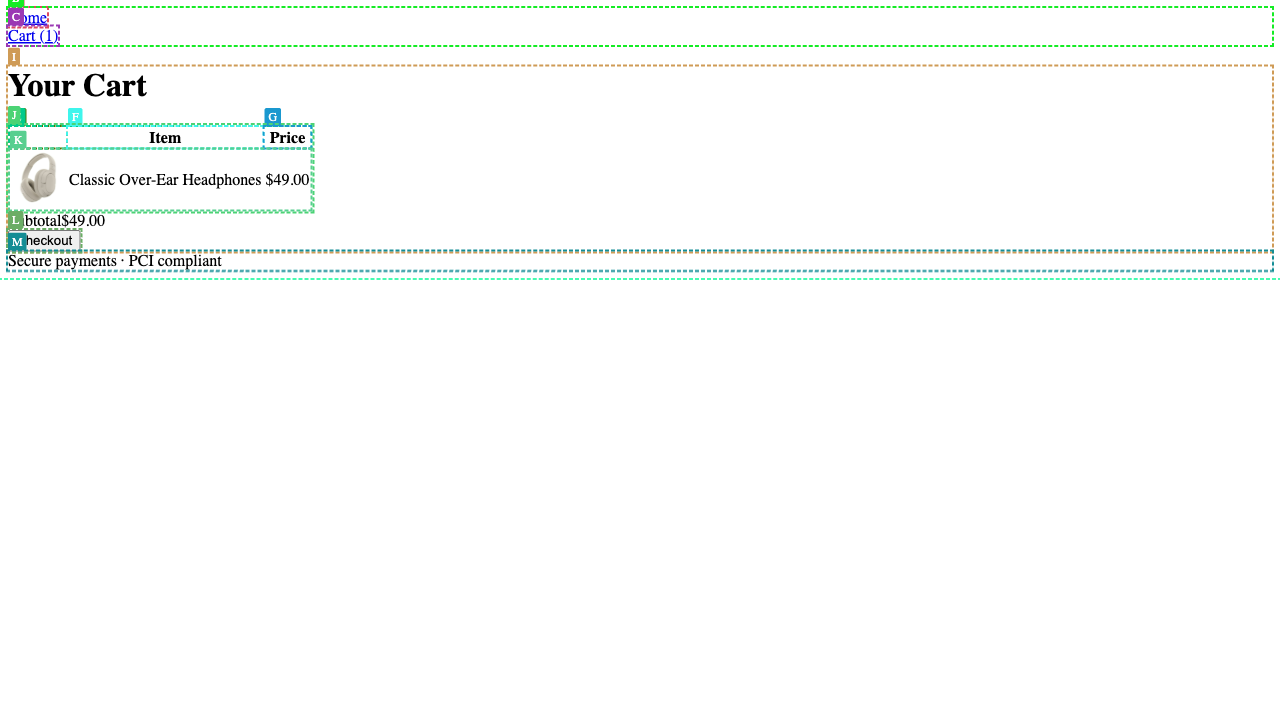 C ome
Cart (1)
I
Your Cart
J F G
K Item Price
Classic Over-Ear Headphones $49.00
L btotal$49.00
M heckout
Secure payments · PCI compliant